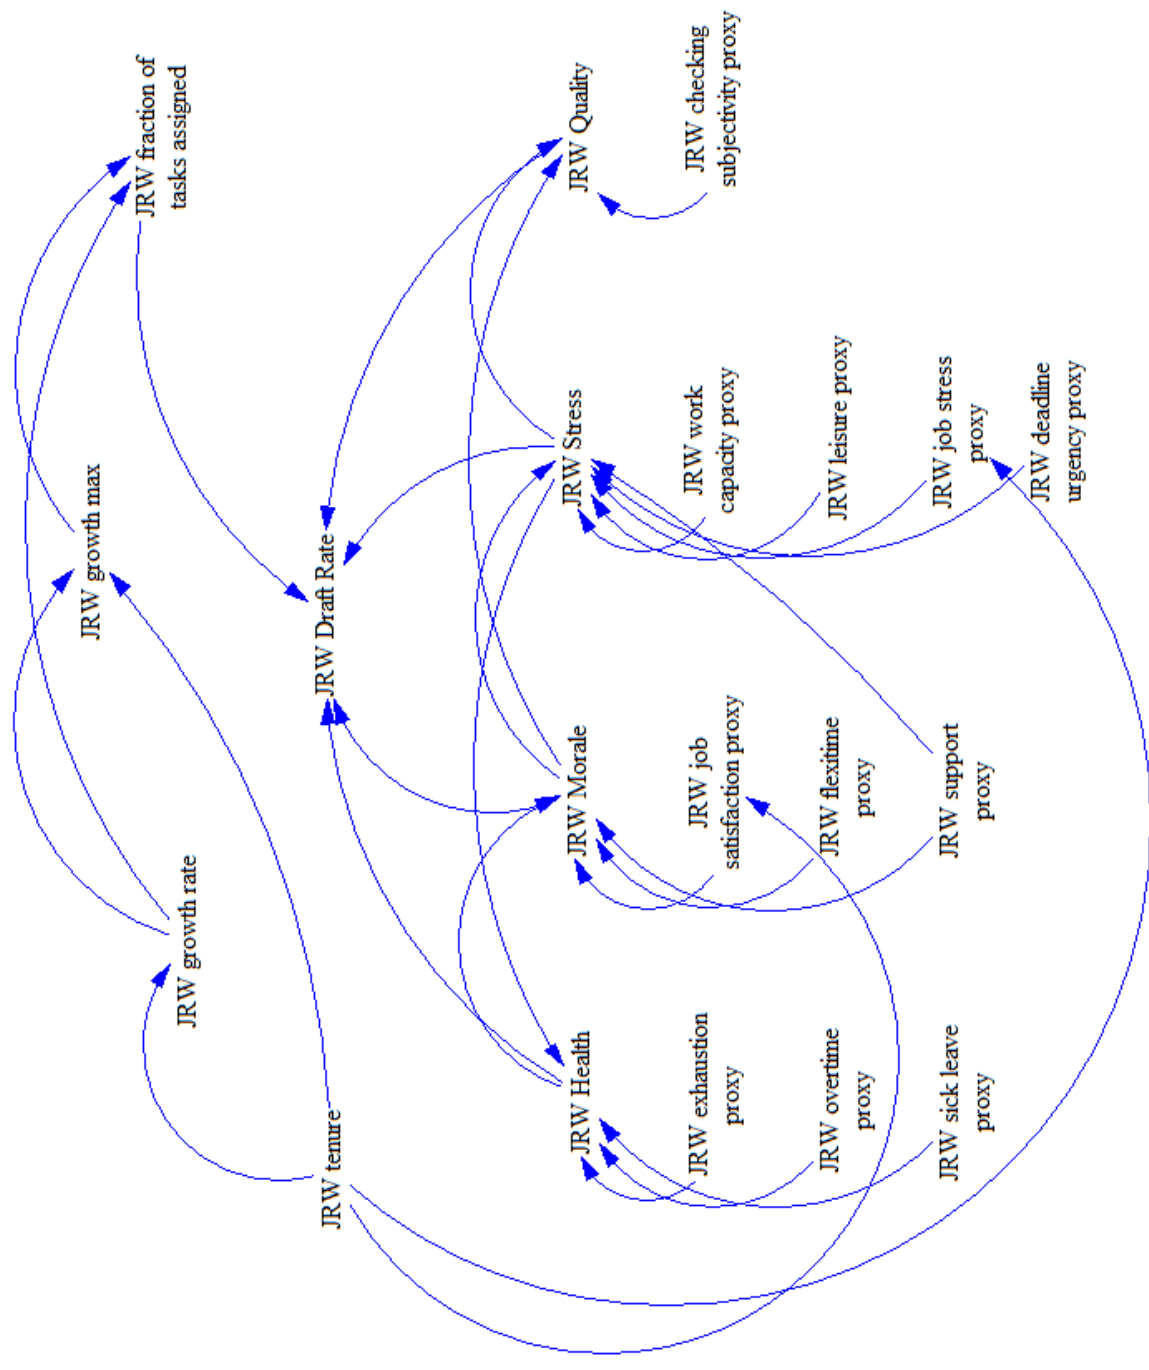 JRW fraction of
tasks assigned
JRW growth max
JRW growth rate
JRW tenure
JRW Draft Rate
JRW Health
JRW Morale
JRW Stress
JRW Quality
JRW exhaustion
proxy
JRW job
satisfaction proxy
JRW work
capacity proxy
JRW checking
subjectivity proxy
JRW overtime
proxy
JRW flexitime
proxy
JRW leisure proxy
JRW sick leave
proxy
JRW support
proxy
JRW job stress
proxy
JRW deadline
urgency proxy